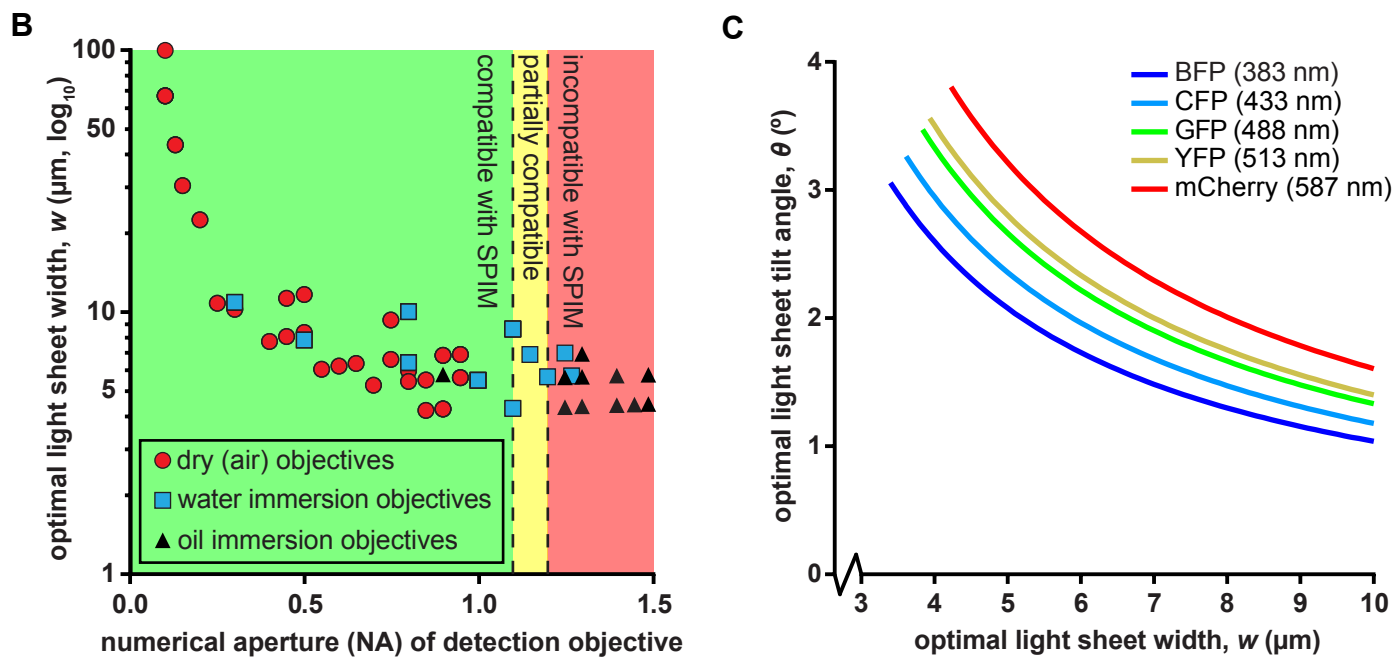 B
optimal light sheet width, w (µm, log₁₀)
100
50
10
5
1
compatible with SPIM
partially compatible
incompatible with SPIM
dry (air) objectives
water immersion objectives
oil immersion objectives
0.0 0.5 1.0 1.5
numerical aperture (NA) of detection objective
C
optimal light sheet tilt angle, θ (º)
4
3
2
1
0
BFP (383 nm)
CFP (433 nm)
GFP (488 nm)
YFP (513 nm)
mCherry (587 nm)
3 4 5 6 7 8 9 10
optimal light sheet width, w (µm)